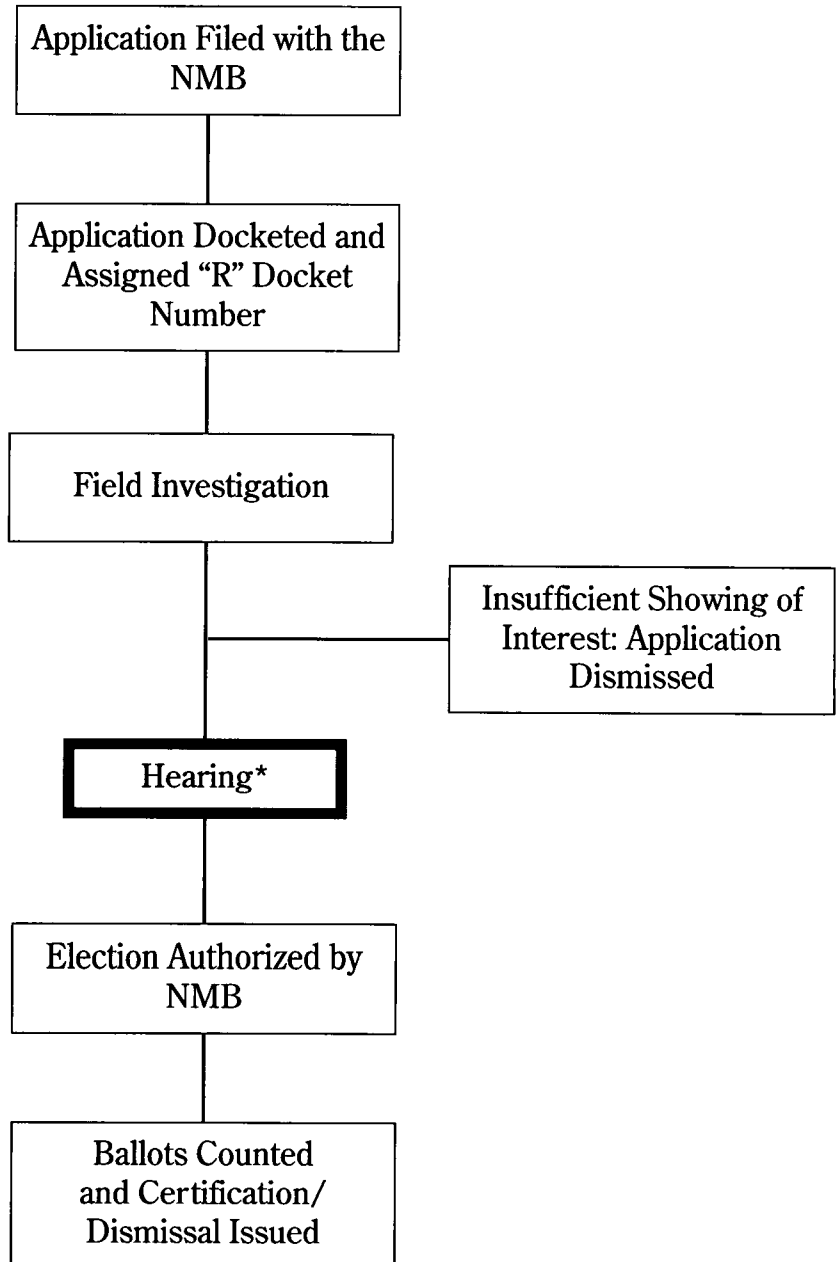 Application Filed with the
NMB
Application Docketed and
Assigned “R” Docket
Number
Field Investigation
Insufficient Showing of
Interest: Application
Dismissed
Hearing*
Election Authorized by
NMB
Ballots Counted
and Certification/
Dismissal Issued